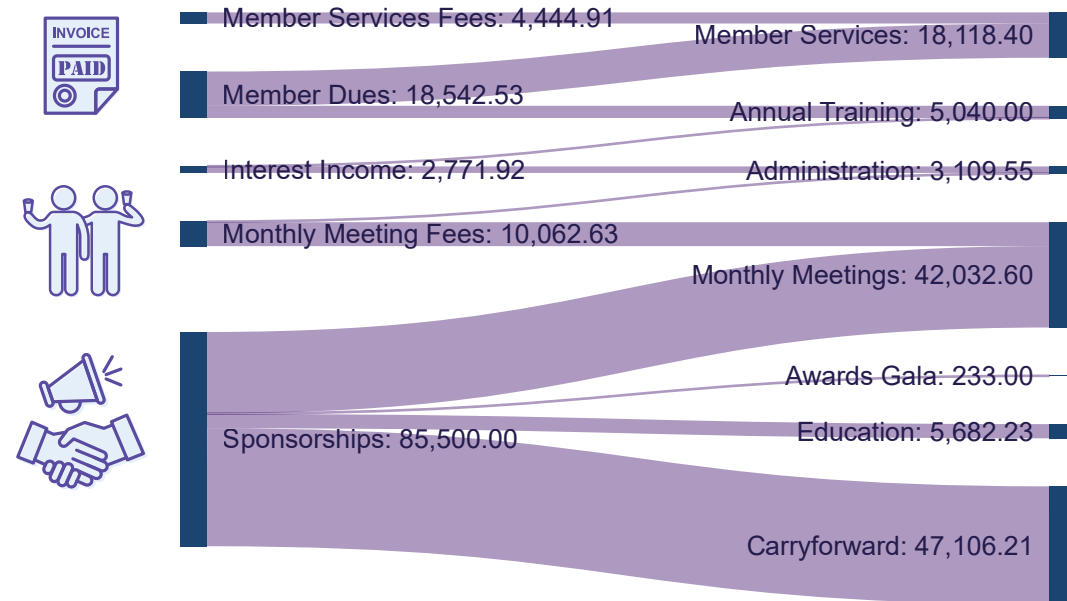 INVOICE
PAID
Member Services Fees: 4,444.91
Member Services: 18,118.40
Member Dues: 18,542.53
Annual Training: 5,040.00
Interest Income: 2,771.92
Administration: 3,109.55
Monthly Meeting Fees: 10,062.63
Monthly Meetings: 42,032.60
Awards Gala: 233.00
Sponsorships: 85,500.00
Education: 5,682.23
Carryforward: 47,106.21